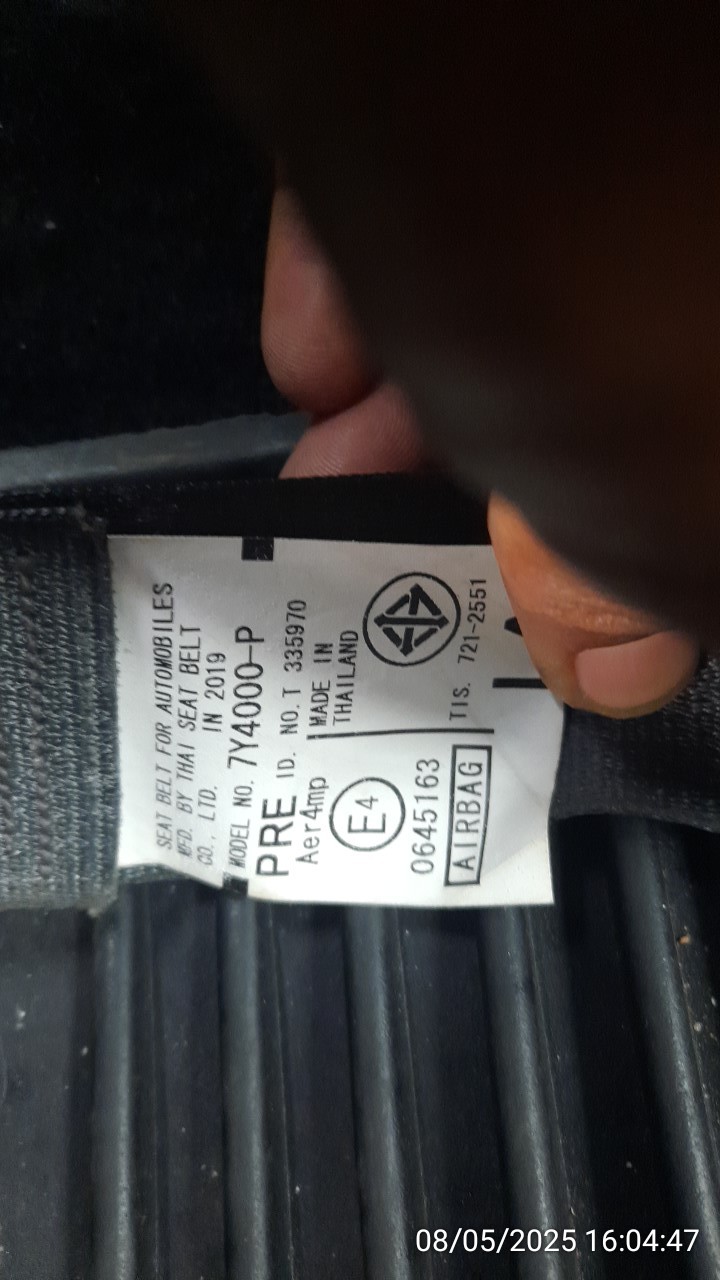 SEAT BELT FOR AUTOMOBILES
MFD. BY THAI SEAT BELT
CO., LTD. IN 2019
MODEL NO. 7Y4000-P
PRE ID. NO. T 335970
Aer4mp
MADE IN
THAILAND
E4
0645163
AIRBAG
TIS. 721-2551
08/05/2025 16:04:47